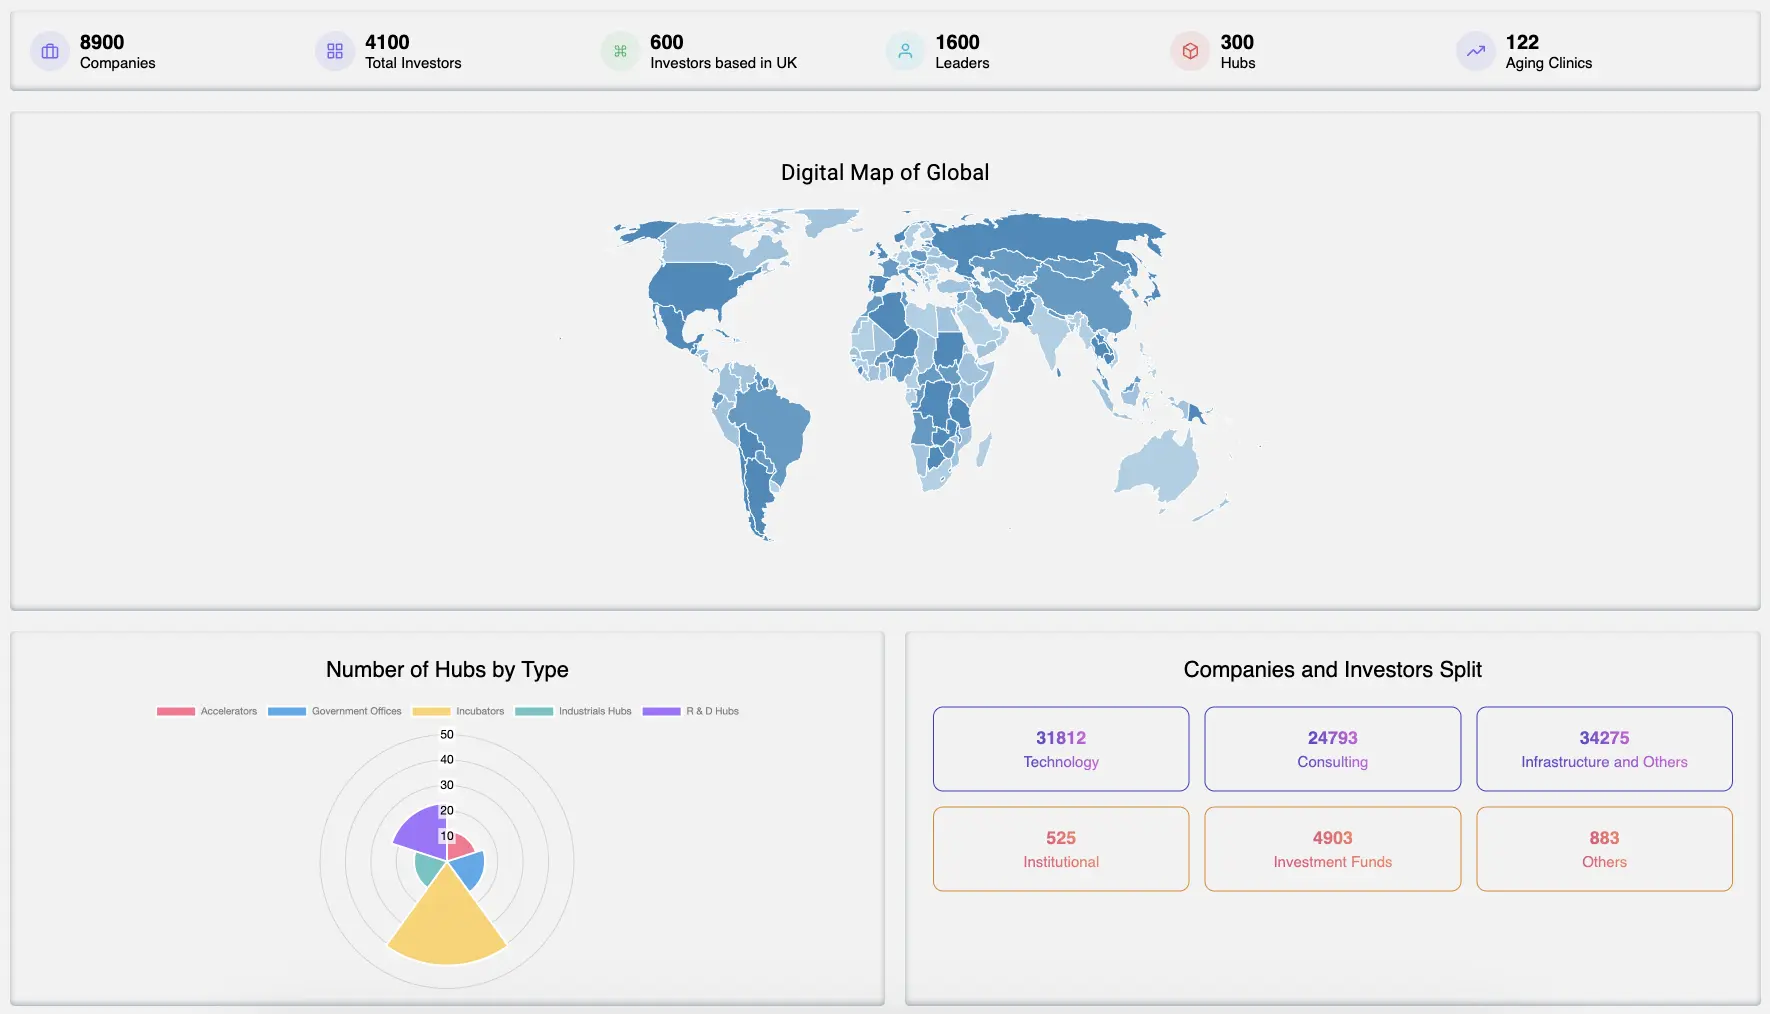 8900
Companies
4100
Total Investors
600
Investors based in UK
1600
Leaders
300
Hubs
122
Aging Clinics
Digital Map of Global
Number of Hubs by Type
Accelerators
Government Offices
Incubators
Industrials Hubs
R & D Hubs
50
40
30
20
10
Companies and Investors Split
31812
Technology
24793
Consulting
34275
Infrastructure and Others
525
Institutional
4903
Investment Funds
883
Others